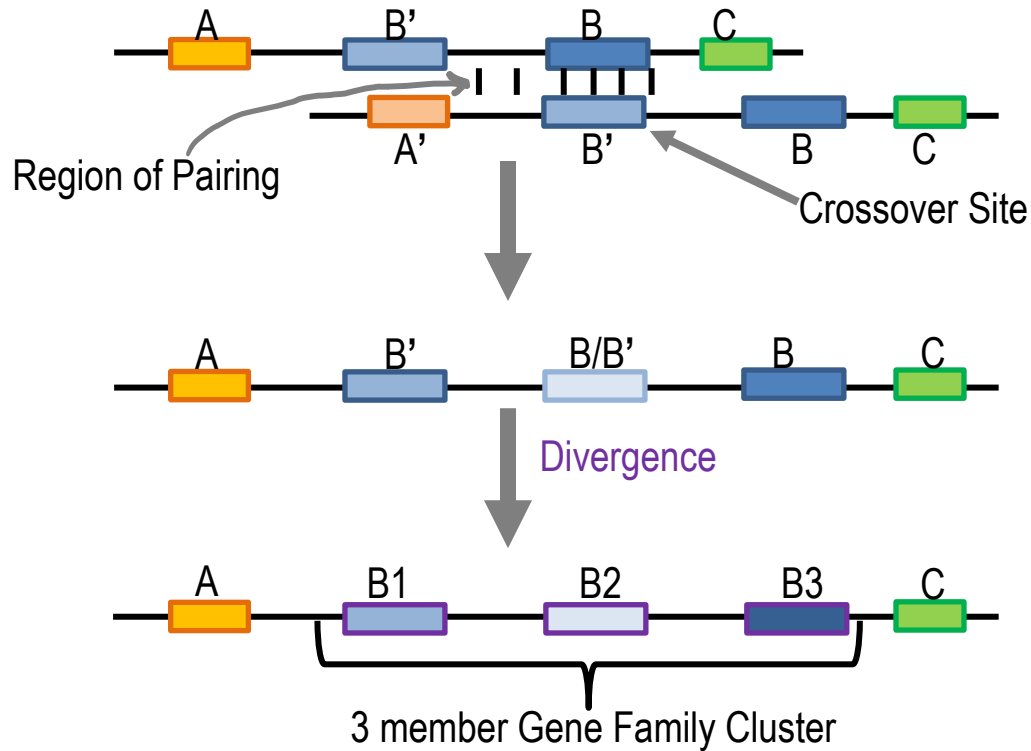 A B’ B C
A’ B’ B C
Region of Pairing
Crossover Site
A B’ B/B’ B C
Divergence
A B1 B2 B3 C
3 member Gene Family Cluster